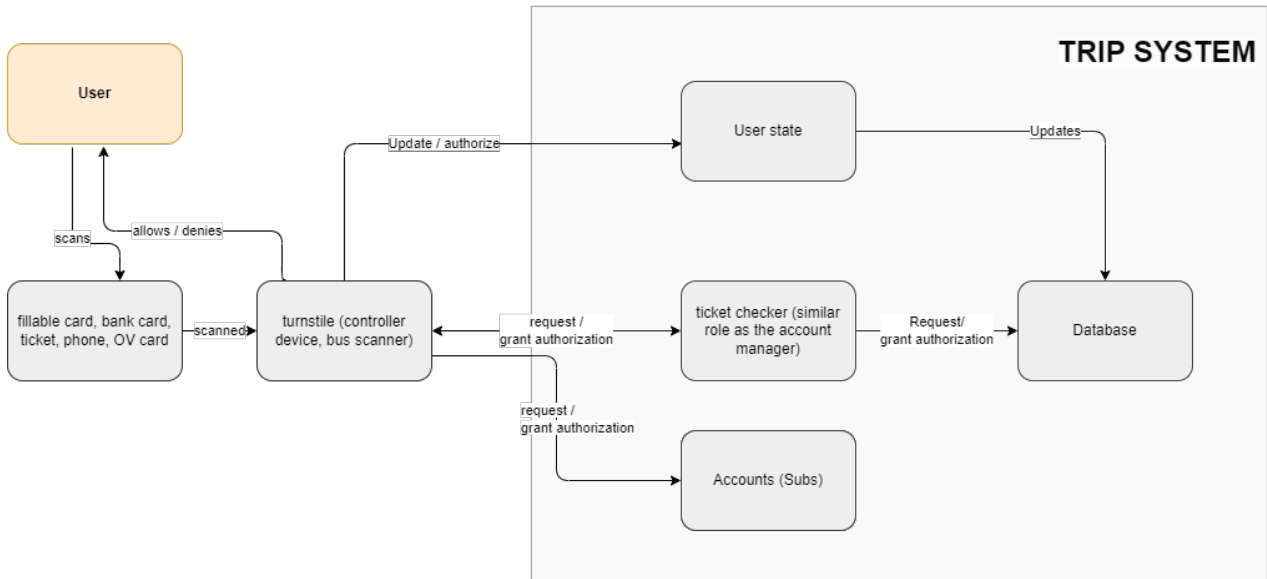 TRIP SYSTEM
User
User state
Update / authorize
Updates
allows / denies
scans
fillable card, bank card,
ticket, phone, OV card
scanned
turnstile (controller
device, bus scanner)
request /
grant authorization
ticket checker (similar
role as the account
manager)
Request/
grant authorization
Database
request /
grant authorization
Accounts (Subs)